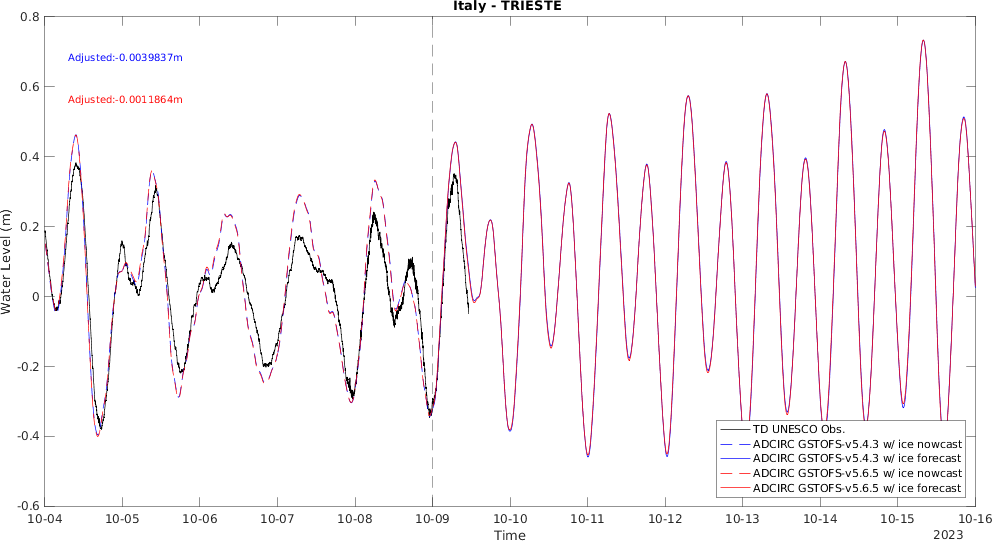 Italy - TRIESTE
0.8
0.6
0.4
0.2
0
-0.2
-0.4
-0.6
Water Level (m)
Adjusted:-0.0039837m
Adjusted:-0.0011864m
TD UNESCO Obs.
ADCIRC GSTOFS-v5.4.3 w/ ice nowcast
ADCIRC GSTOFS-v5.4.3 w/ ice forecast
ADCIRC GSTOFS-v5.6.5 w/ ice nowcast
ADCIRC GSTOFS-v5.6.5 w/ ice forecast
10-04 10-05 10-06 10-07 10-08 10-09 10-10 10-11 10-12 10-13 10-14 10-15 10-16
Time
2023